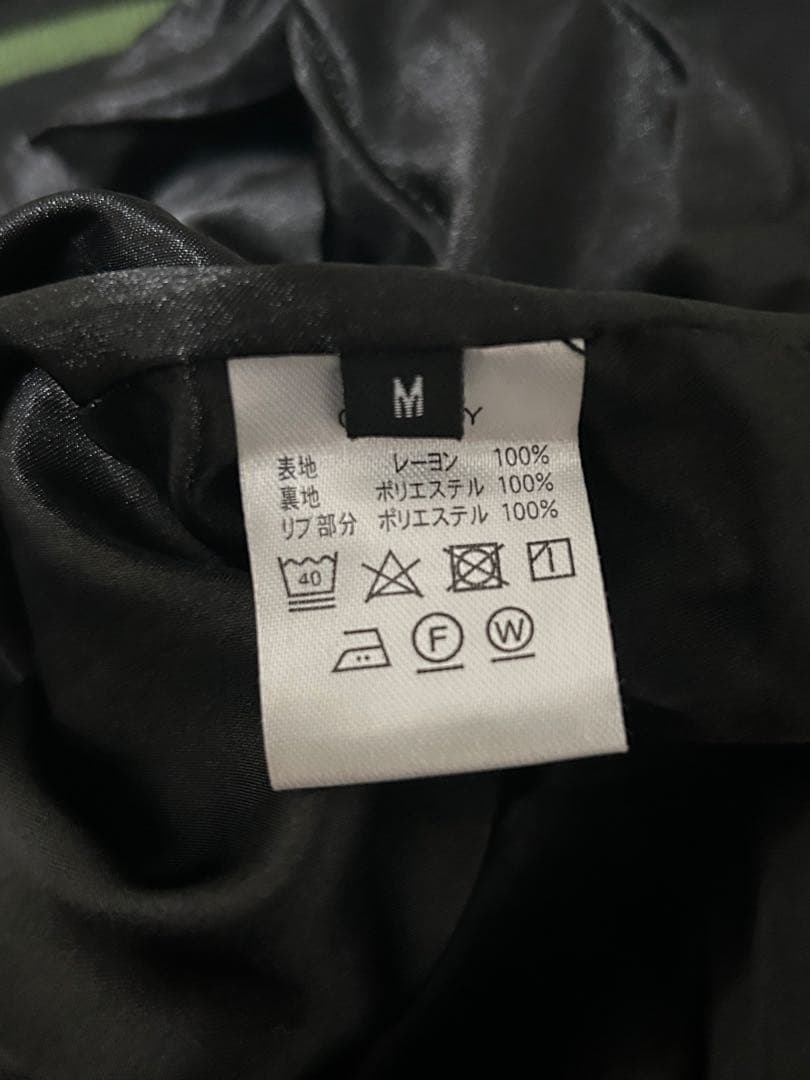 M
表地 レーヨン 100%
裏地 ポリエステル 100%
リブ部分 ポリエステル 100%
40
F W